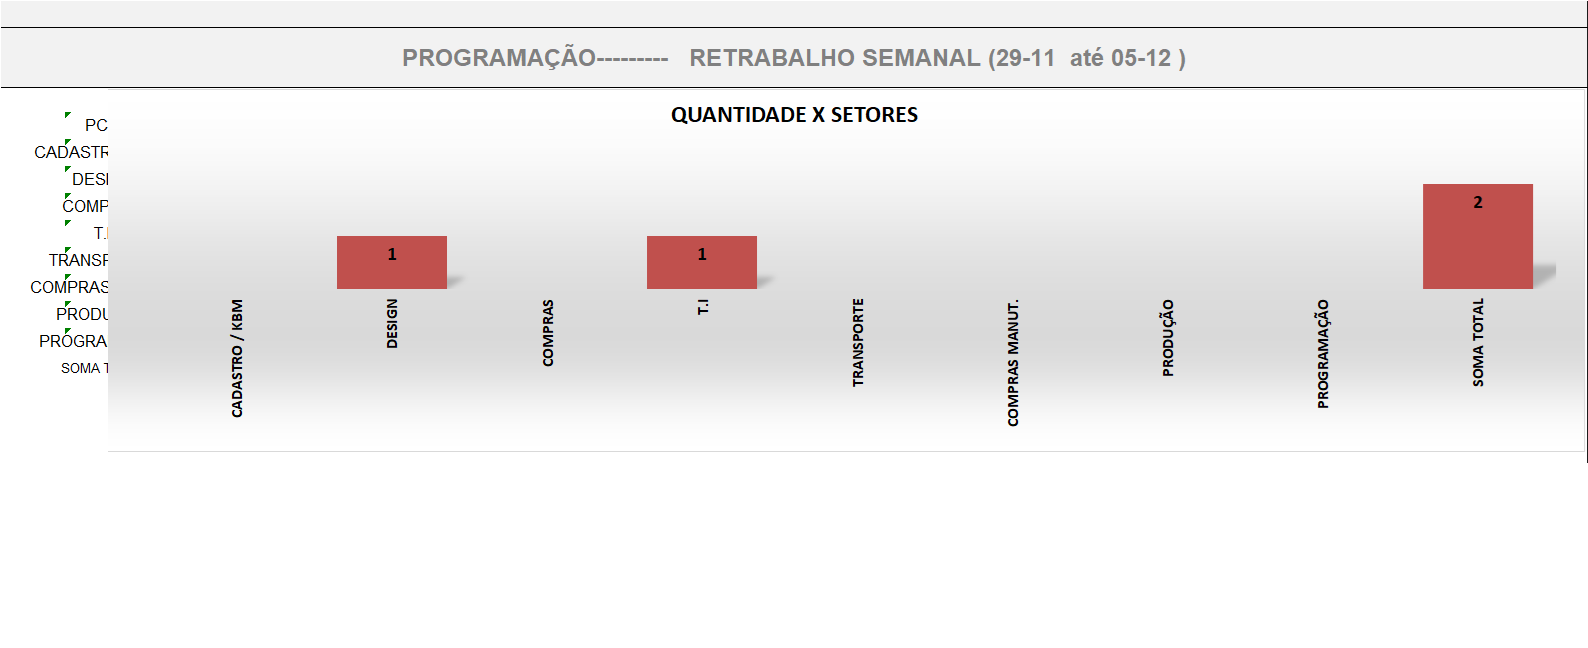 PROGRAMAÇÃO--------- RETRABALHO SEMANAL (29-11 até 05-12 )
QUANTIDADE X SETORES
PC
CADASTR
DESI
COMP
T.
TRANSP
COMPRAS
PRODU
PROGRA
SOMA T
1
1
2
CADASTRO / KBM
DESIGN
COMPRAS
T.I
TRANSPORTE
COMPRAS MANUT.
PRODUÇÃO
PROGRAMAÇÃO
SOMA TOTAL